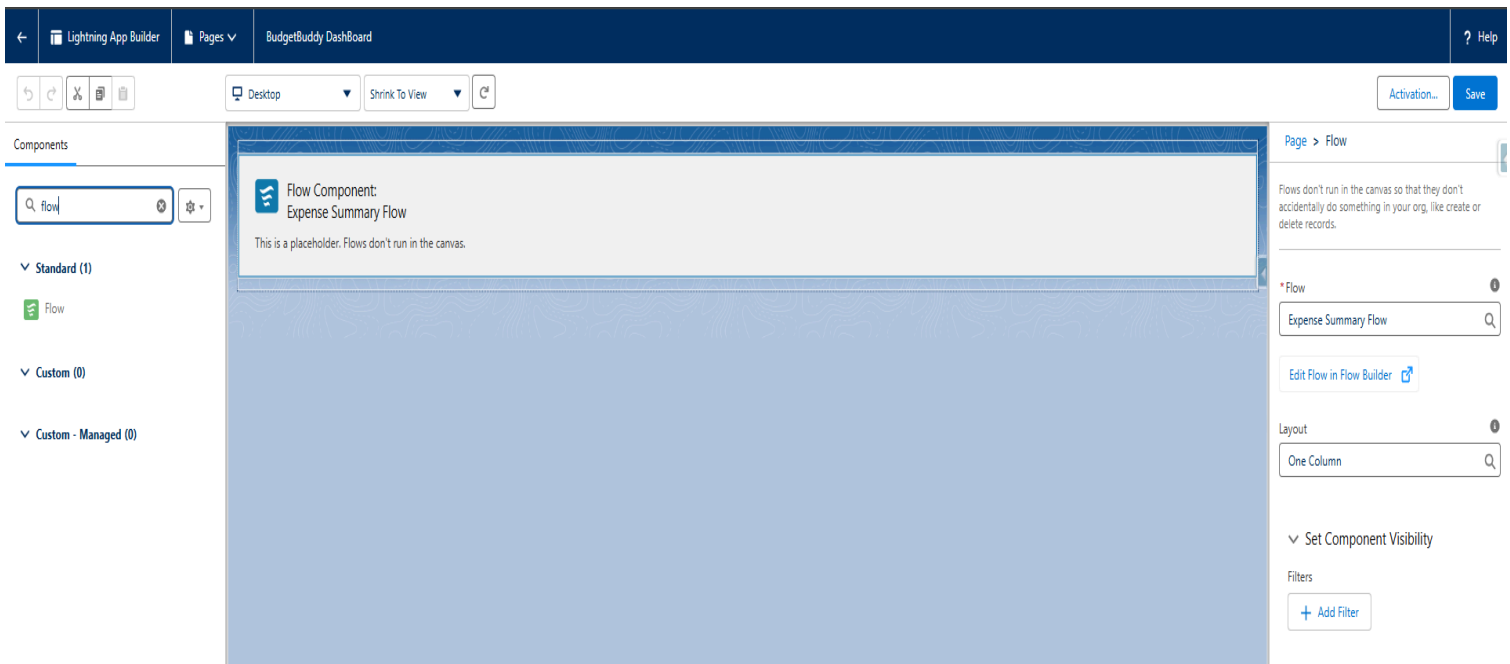 Lightning App Builder
Pages
BudgetBuddy DashBoard
? Help
Desktop
Shrink To View
Activation...
Save
Components
flow
Standard (1)
Flow
Custom (0)
Custom - Managed (0)
Flow Component:
Expense Summary Flow
This is a placeholder. Flows don't run in the canvas.
Page > Flow
Flows don't run in the canvas so that they don't
accidentally do something in your org, like create or
delete records.
*Flow
Expense Summary Flow
Edit Flow in Flow Builder
Layout
One Column
Set Component Visibility
Filters
+ Add Filter